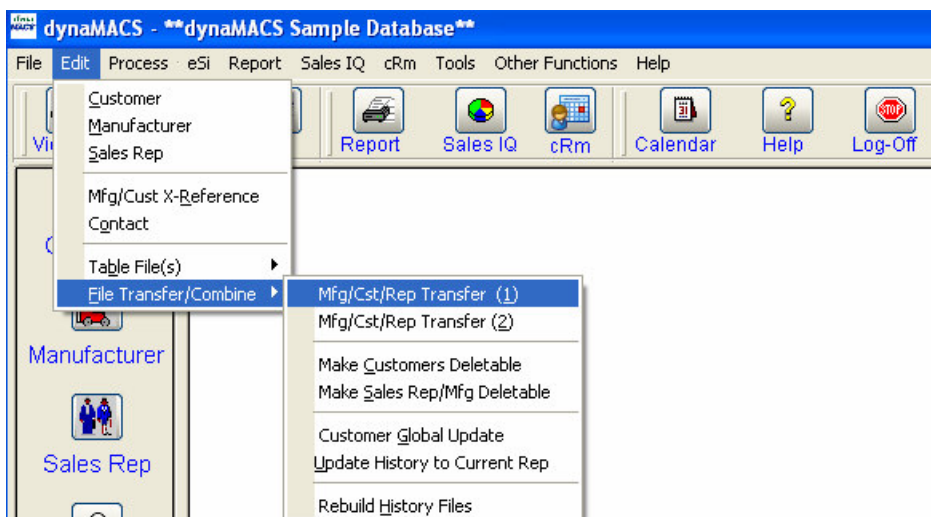 dynaMACS - **dynaMACS Sample Database**
File Edit Process eSi Report Sales IQ cRm Tools Other Functions Help
Report Sales IQ cRm Calendar Help Log-Off
Customer
Manufacturer
Sales Rep
Mfg/Cust X-Reference
Contact
Table File(s)
File Transfer/Combine
Mfg/Cst/Rep Transfer (1)
Mfg/Cst/Rep Transfer (2)
Make Customers Deletable
Make Sales Rep/Mfg Deletable
Customer Global Update
Update History to Current Rep
Rebuild History Files
Manufacturer
Sales Rep